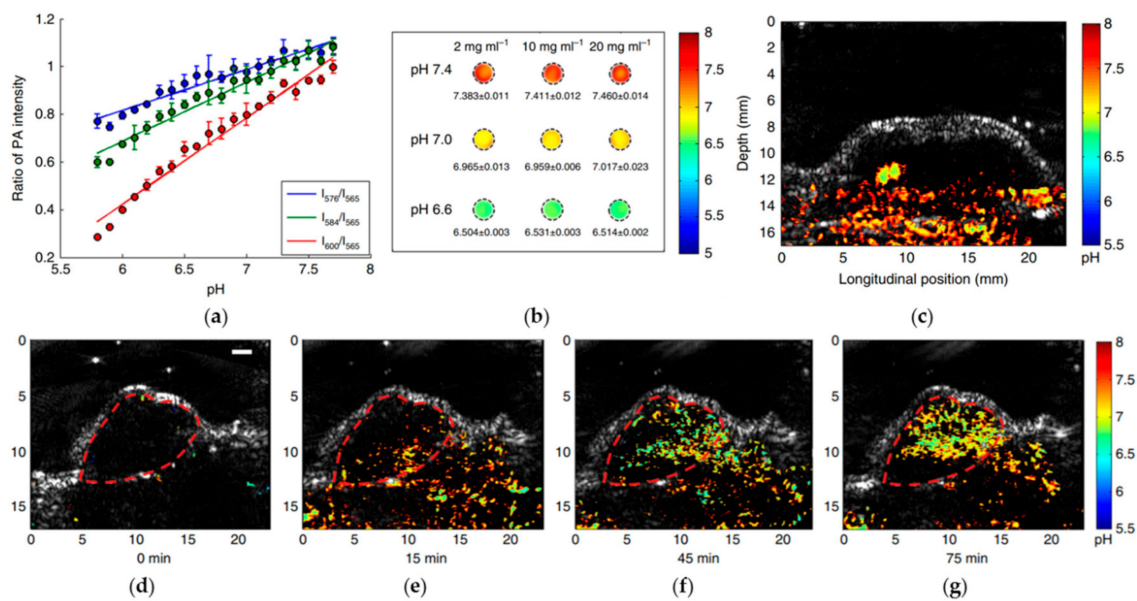 1.2
1
0.8
0.6
0.4
0.2
Ratio of PA intensity
5.5 6 6.5 7 7.5 8
pH
I576/I565
I584/I565
I600/I565
(a)
2 mg ml⁻¹ 10 mg ml⁻¹ 20 mg ml⁻¹
pH 7.4
7.383±0.011 7.411±0.012 7.460±0.014
pH 7.0
6.965±0.013 6.959±0.006 7.017±0.023
pH 6.6
6.504±0.003 6.531±0.003 6.514±0.002
8
7
6
5
(b)
0
2
4
6
8
10
12
14
16
Depth (mm)
0 5 10 15 20
Longitudinal position (mm)
8
7.5
7
6.5
6
5.5
pH
(c)
0
5
10
15
0 5 10 15 20
0 min
(d)
0
5
10
15
0 5 10 15 20
15 min
(e)
0
5
10
15
0 5 10 15 20
45 min
(f)
0
5
10
15
0 5 10 15 20
75 min
8
7.5
7
6.5
6
5.5
pH
(g)